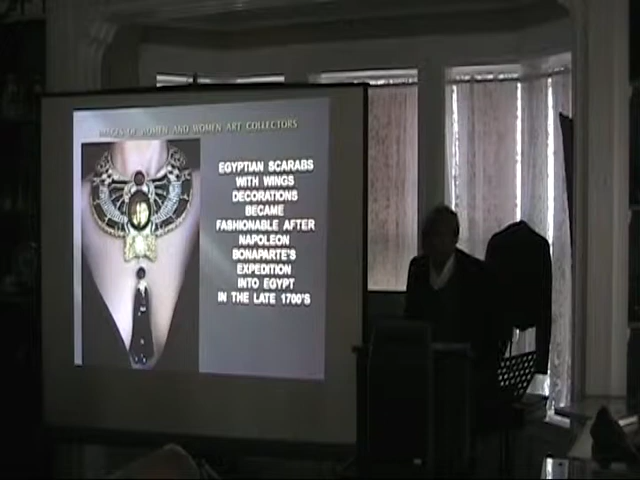 IMAGES OF WOMEN AND WOMEN ART COLLECTORS
EGYPTIAN SCARABS
WITH WINGS
DECORATIONS
BECAME
FASHIONABLE AFTER
NAPOLEON
BONAPARTE'S
EXPEDITION
INTO EGYPT
IN THE LATE 1700'S